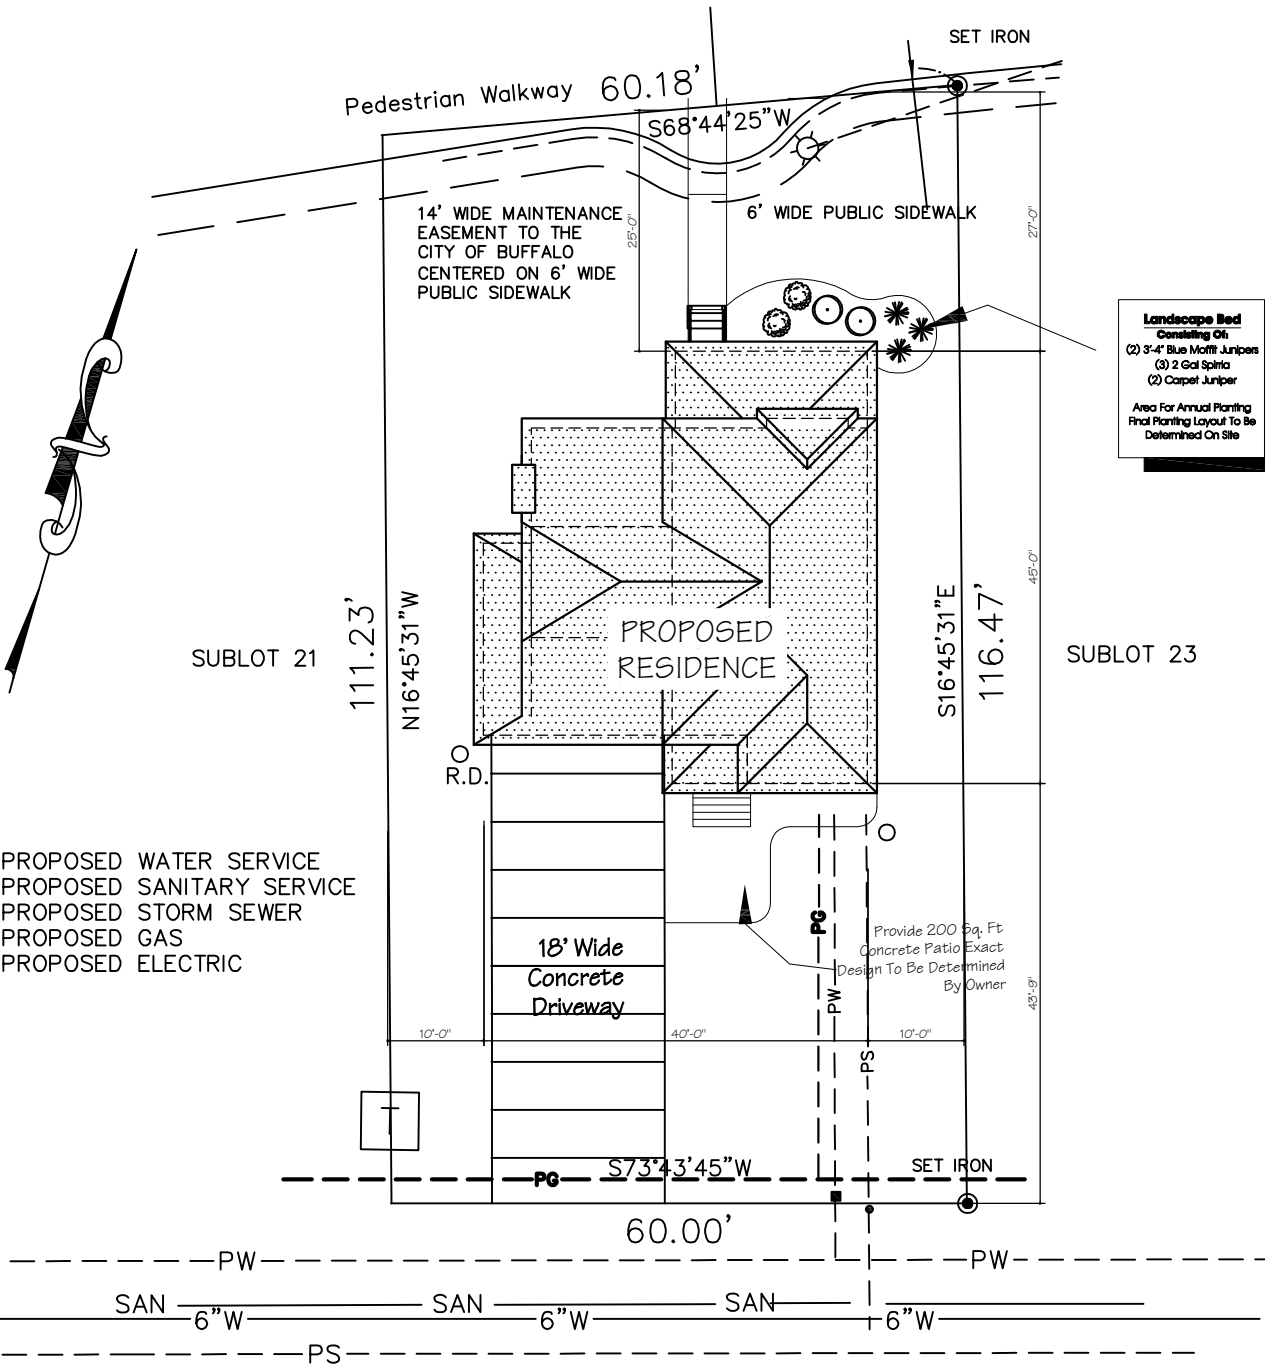 SET IRON
Pedestrian Walkway 60.18'
S68°44'25"W
14' WIDE MAINTENANCE
EASEMENT TO THE
CITY OF BUFFALO
CENTERED ON 6' WIDE
PUBLIC SIDEWALK
25'-0"
6' WIDE PUBLIC SIDEWALK
27'-0"
Landscape Bed
Consisting Of:
(2) 3'-4" Blue Moffit Junipers
(3) 2 Gal Spirria
(2) Carpet Juniper
Area For Annual Planting
Final Planting Layout To Be
Determined On Site
45'-0"
SUBLOT 21
111.23'
N16°45'31"W
PROPOSED
RESIDENCE
S16°45'31"E
116.47'
SUBLOT 23
R.D.
PROPOSED WATER SERVICE
PROPOSED SANITARY SERVICE
PROPOSED STORM SEWER
PROPOSED GAS
PROPOSED ELECTRIC
18' Wide
Concrete
Driveway
PG
Provide 200 Sq. Ft
Concrete Patio Exact
Design To Be Determined
By Owner
PW
43'-9"
10'-0"
40'-0"
10'-0"
PS
T
S73°43'45"W
SET IRON
PG
60.00'
PW
PW
SAN
SAN
SAN
6"W
6"W
6"W
PS